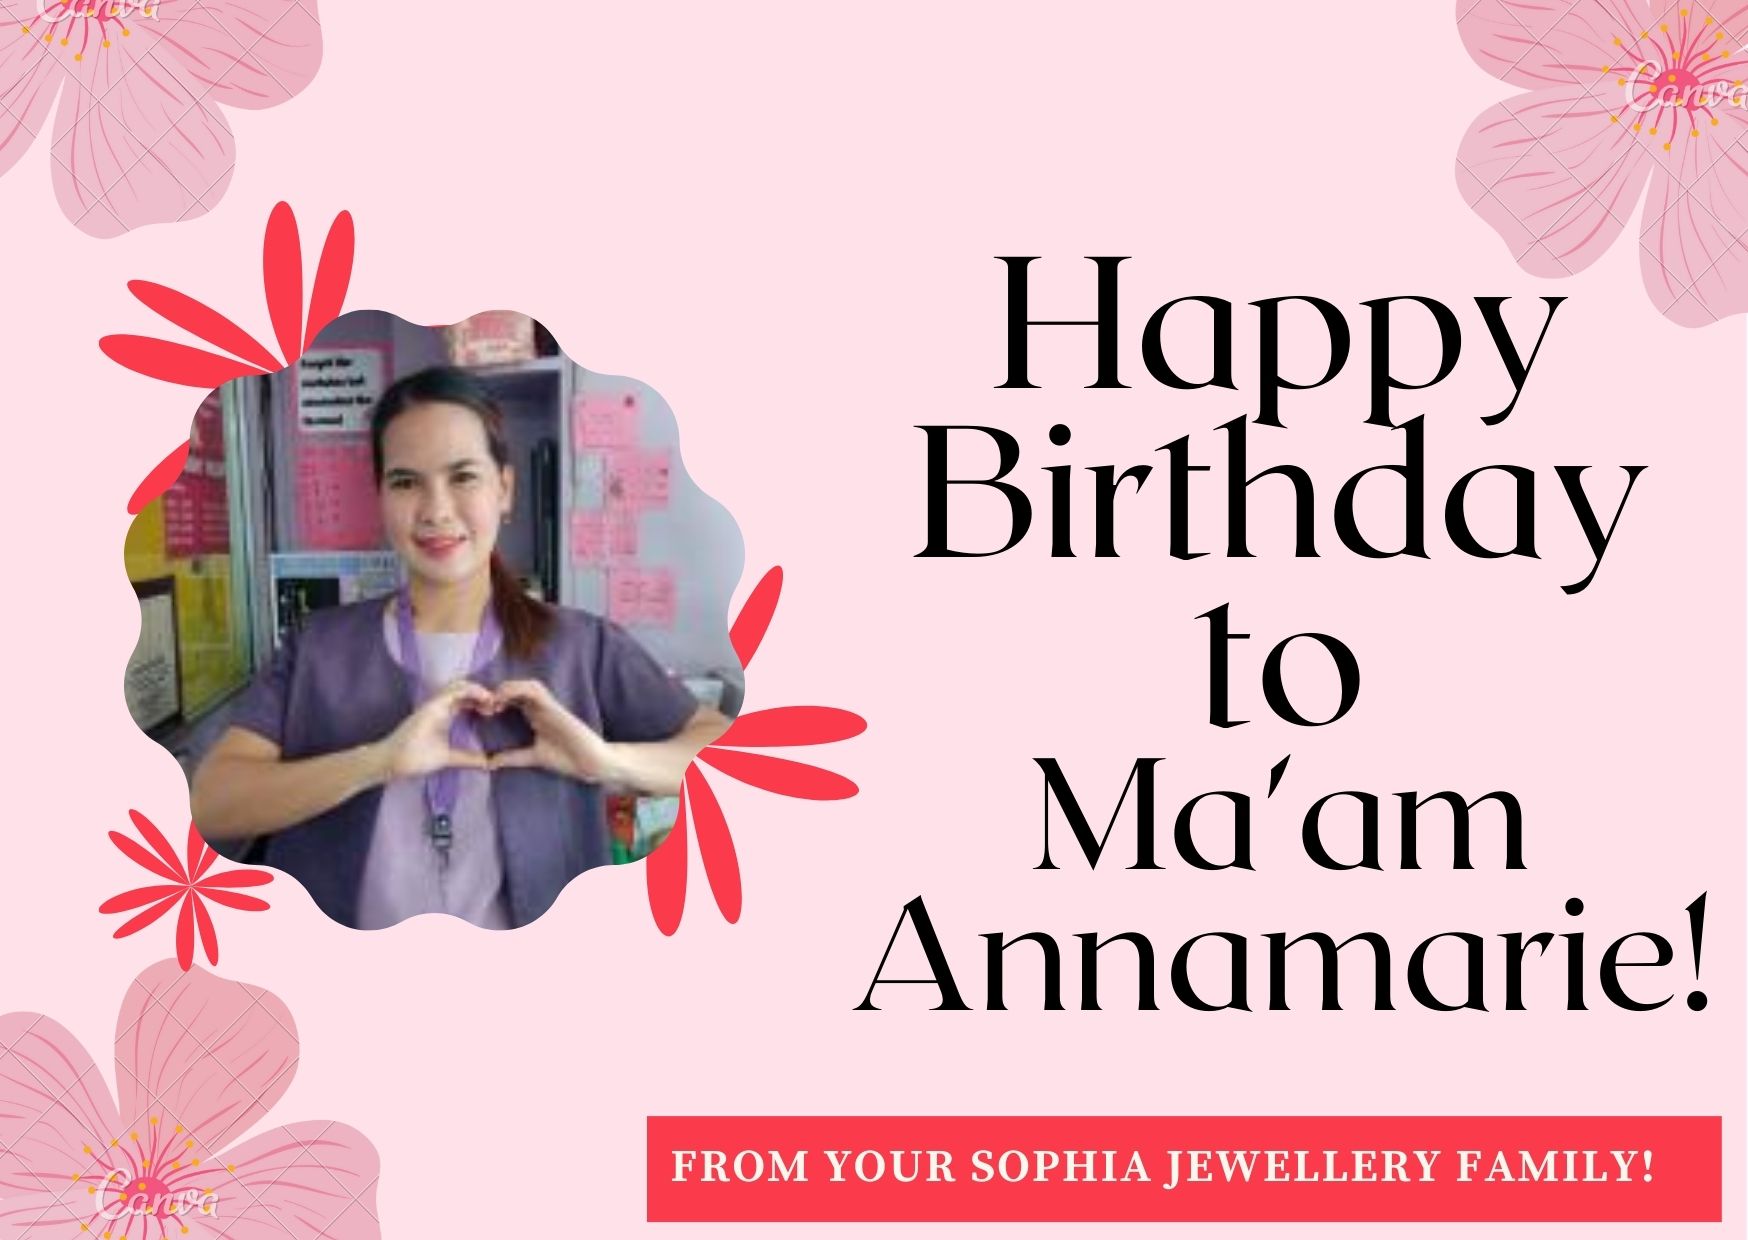 Canva
Canva
Happy
Birthday
to
Ma'am
Annamarie!
FROM YOUR SOPHIA JEWELLERY FAMILY!
Canva